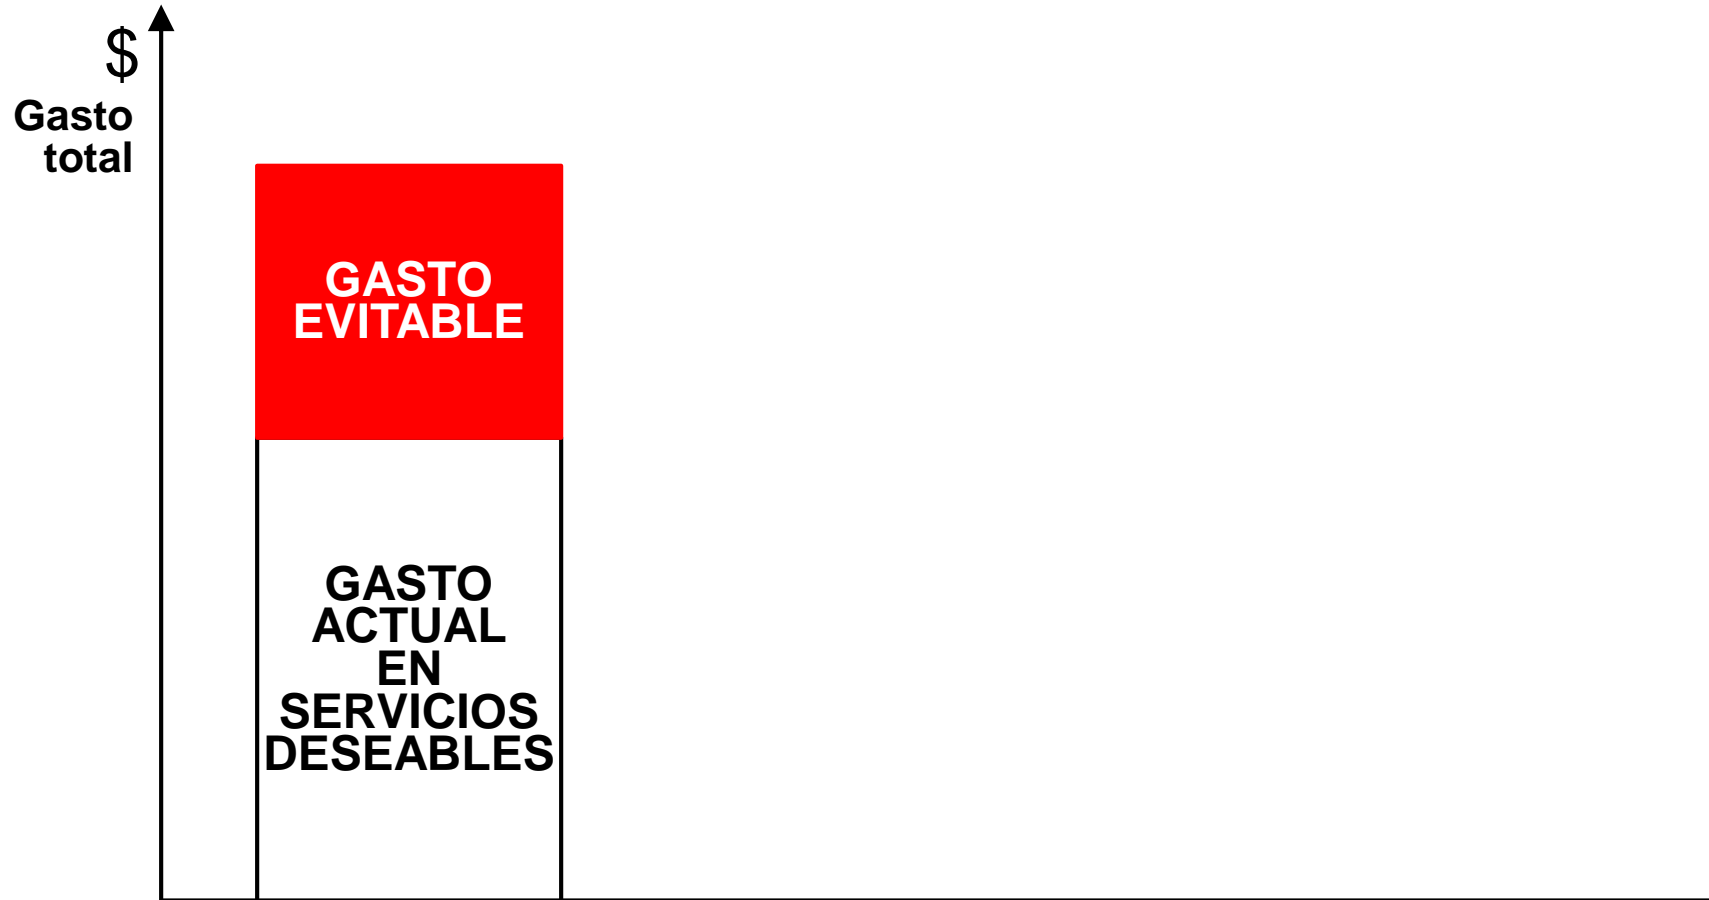 $
Gasto
total
GASTO
EVITABLE
GASTO
ACTUAL
EN
SERVICIOS
DESEABLES